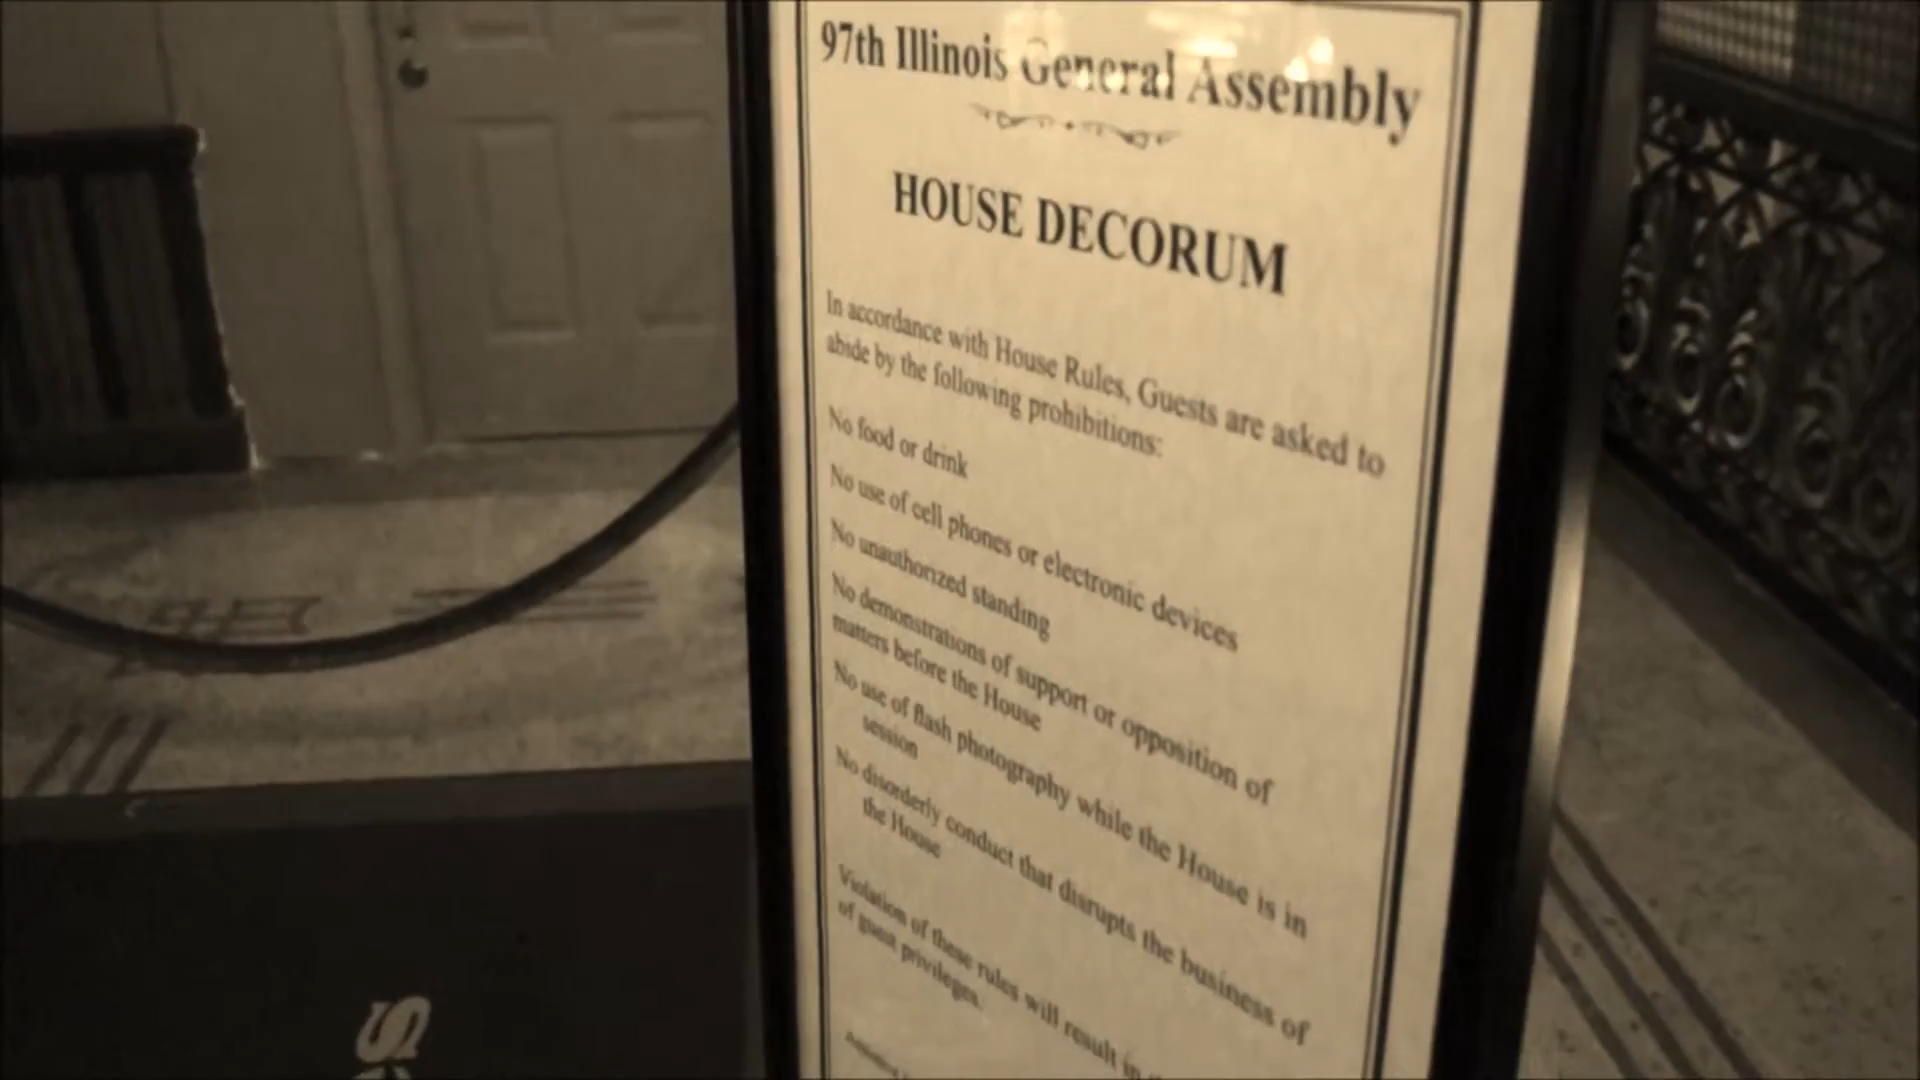 97th Illinois General Assembly
HOUSE DECORUM
In accordance with House Rules, Guests are asked to
abide by the following prohibitions:
No food or drink
No use of cell phones or electronic devices
No unauthorized standing
No demonstrations of support or opposition of
matters before the House
No use of flash photography while the House is in
session
No disorderly conduct that disrupts the business of
the House
Violation of these rules will result in
of guest privileges.
S